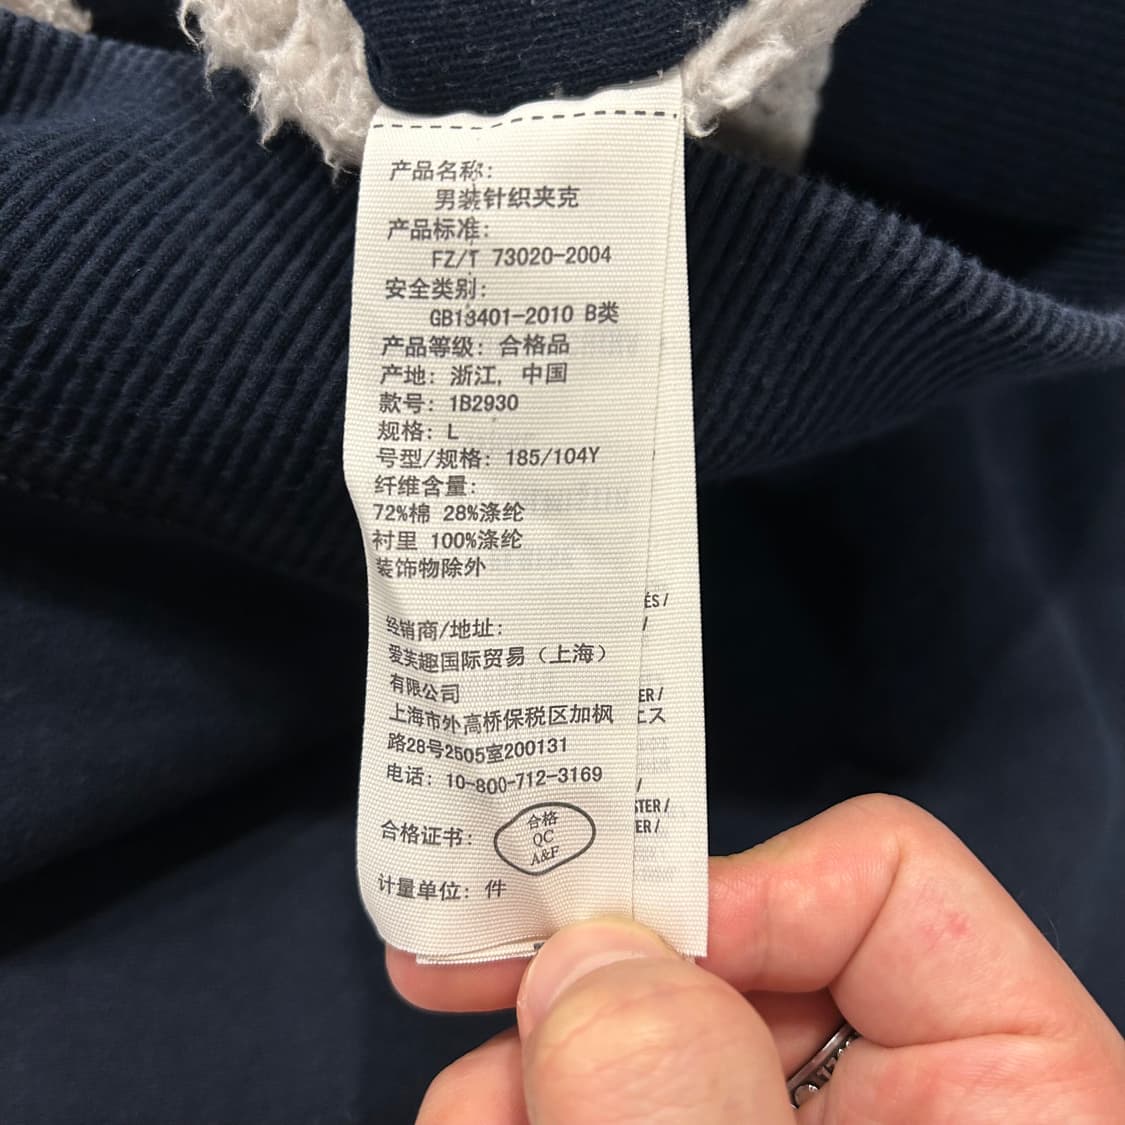 产品名称:
男装针织夹克
产品标准:
FZ/T 73020-2004
安全类别:
GB18401-2010 B类
产品等级: 合格品
产地: 浙江, 中国
款号: 1B2930
规格: L
号型/规格: 185/104Y
纤维含量:
72%棉 28%涤纶
衬里 100%涤纶
装饰物除外
经销商/地址:
爱芙趣国际贸易（上海）
有限公司
上海市外高桥保税区加枫
路28号2505室200131
电话: 10-800-712-3169
合格证书:
合格
QC
A&F
计量单位: 件
ÉS /
/
ER /
エス
/
STER /
ER /